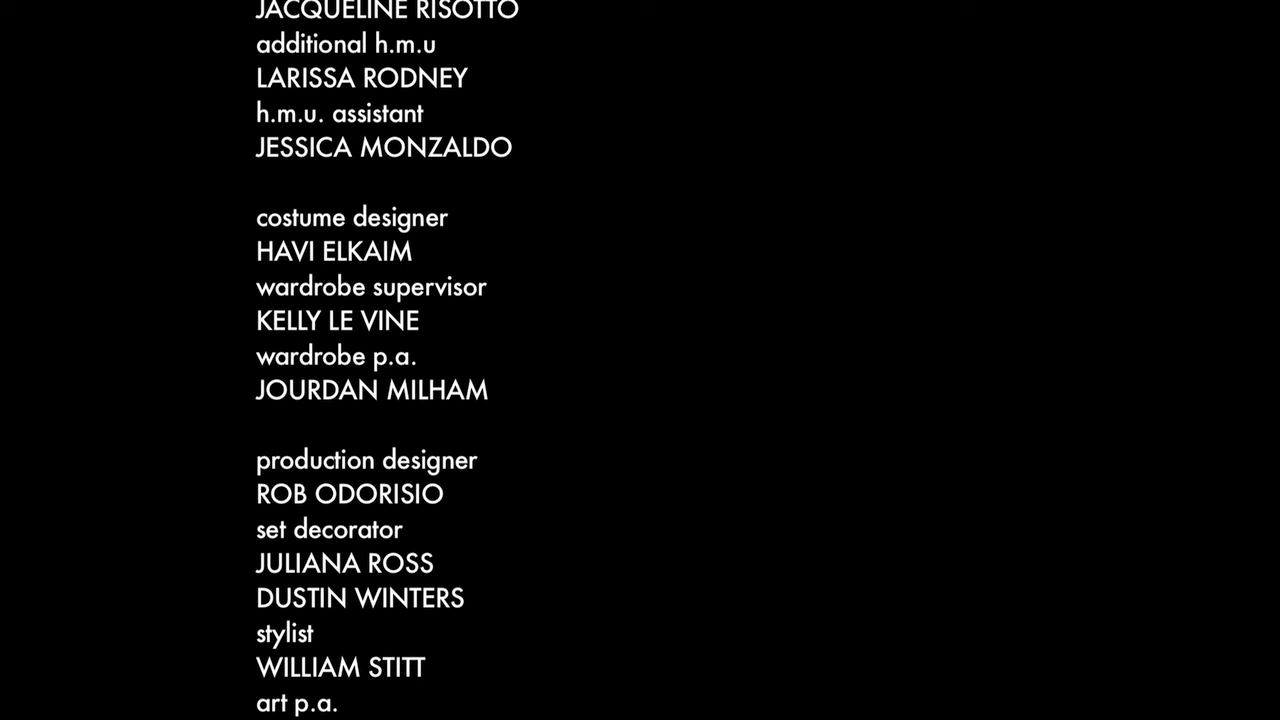 JACQUELINE RISOTTO
additional h.m.u
LARISSA RODNEY
h.m.u. assistant
JESSICA MONZALDO
costume designer
HAVI ELKAIM
wardrobe supervisor
KELLY LE VINE
wardrobe p.a.
JOURDAN MILHAM
production designer
ROB ODORISIO
set decorator
JULIANA ROSS
DUSTIN WINTERS
stylist
WILLIAM STITT
art p.a.